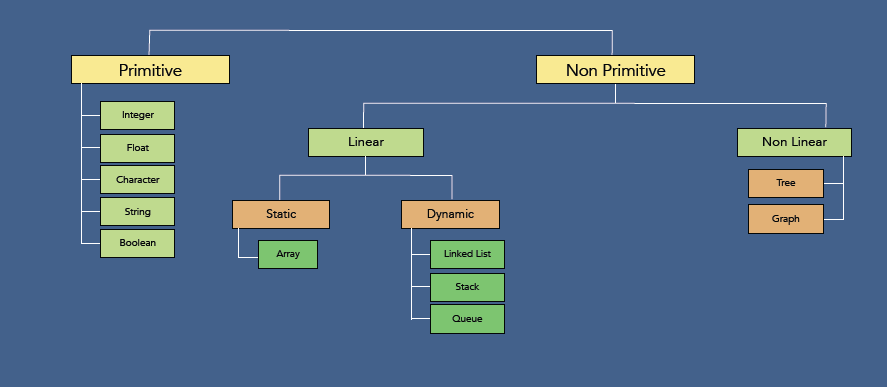 Primitive
Non Primitive
Integer
Float
Character
String
Boolean
Linear
Non Linear
Static
Dynamic
Array
Linked List
Stack
Queue
Tree
Graph